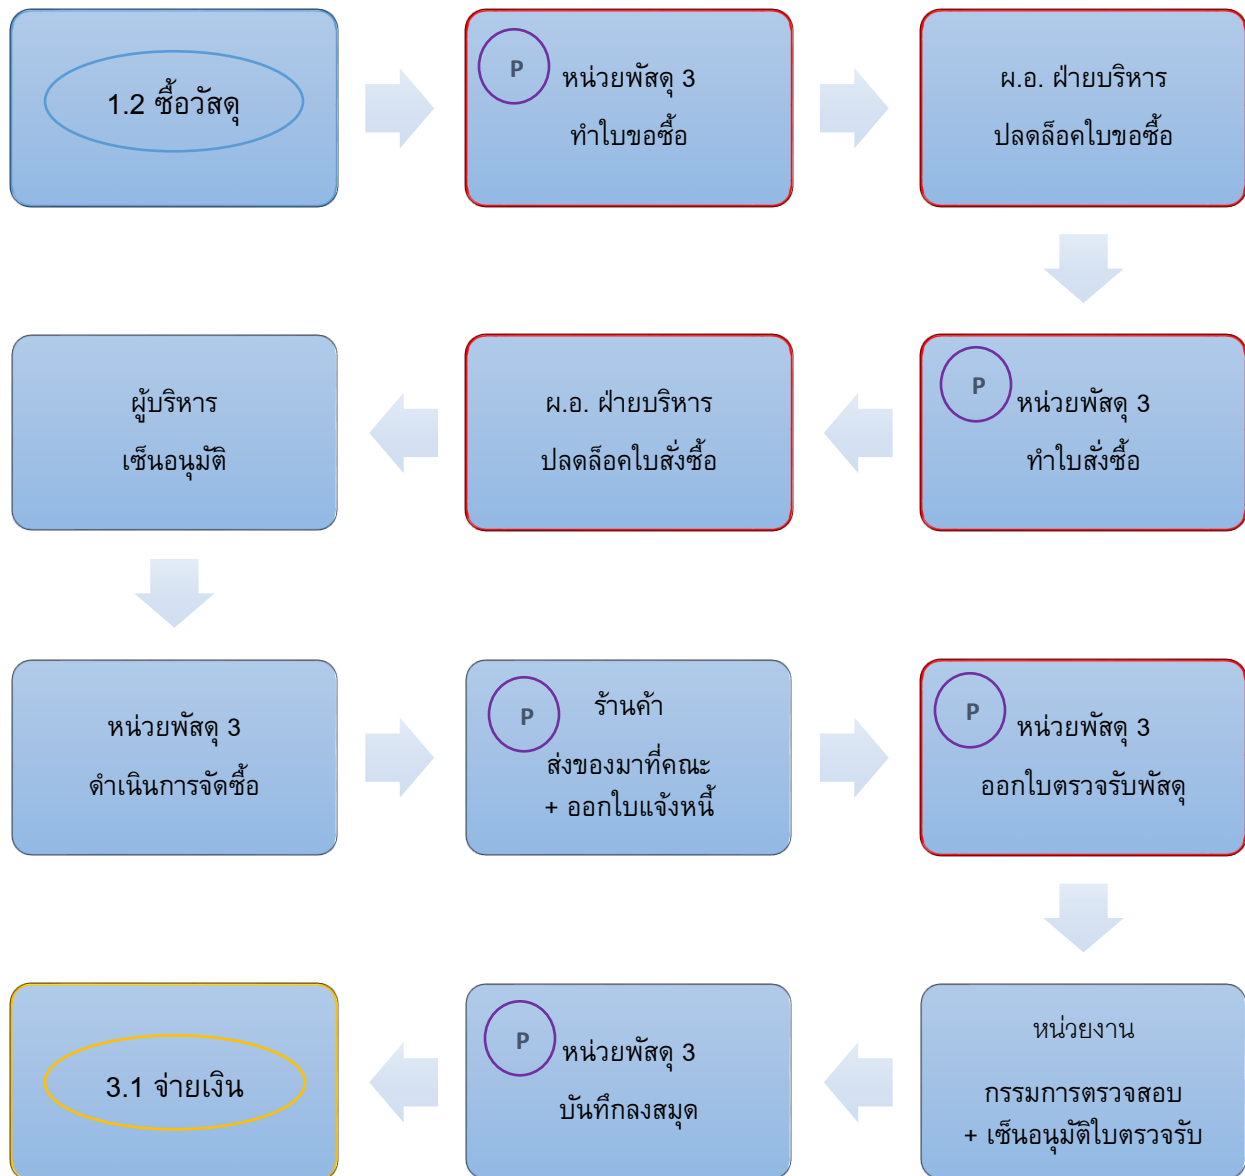 1.2 ซื้อวัสดุ
P
หน่วยพัสดุ 3
ทำใบขอซื้อ
ผ.อ. ฝ่ายบริหาร
ปลดล็อคใบขอซื้อ
P
หน่วยพัสดุ 3
ทำใบสั่งซื้อ
ผ.อ. ฝ่ายบริหาร
ปลดล็อคใบสั่งซื้อ
ผู้บริหาร
เซ็นอนุมัติ
หน่วยพัสดุ 3
ดำเนินการจัดซื้อ
P
ร้านค้า
ส่งของมาที่คณะ
+ ออกใบแจ้งหนี้
P
หน่วยพัสดุ 3
ออกใบตรวจรับพัสดุ
หน่วยงาน
กรรมการตรวจสอบ
+ เซ็นอนุมัติใบตรวจรับ
P
หน่วยพัสดุ 3
บันทึกลงสมุด
3.1 จ่ายเงิน